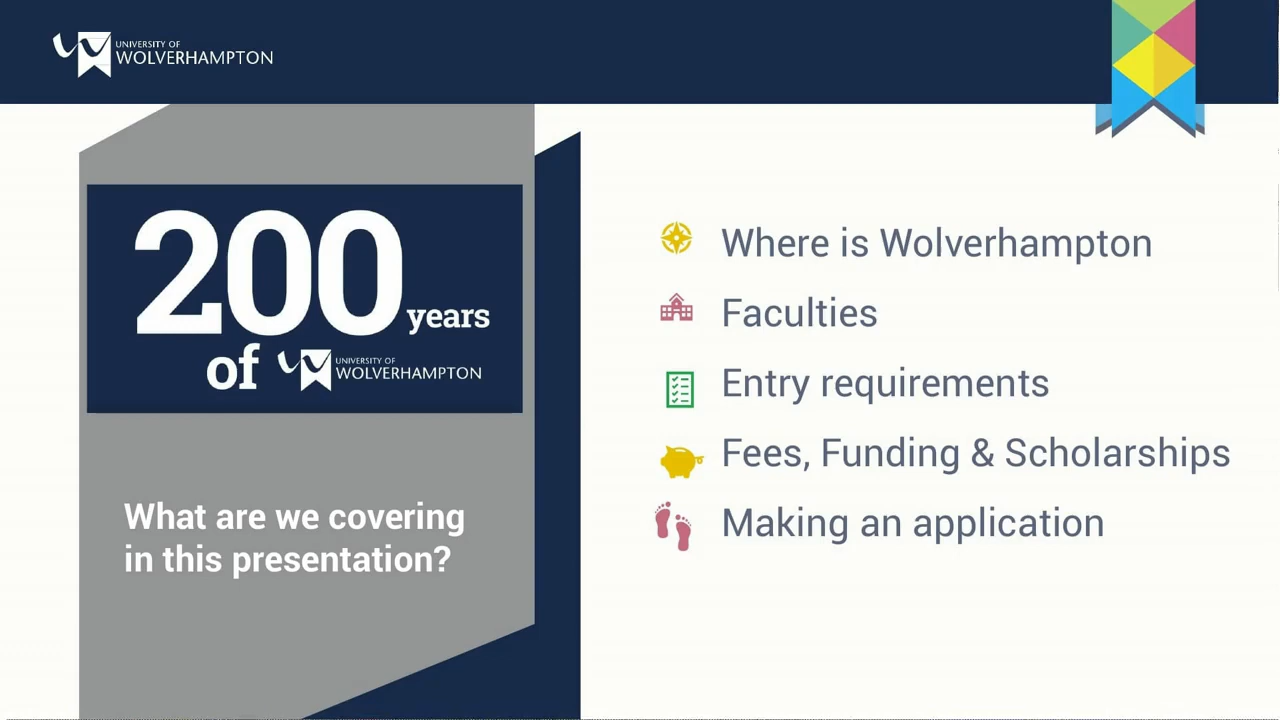 UNIVERSITY OF
WOLVERHAMPTON
200 years
of UNIVERSITY OF
WOLVERHAMPTON
What are we covering
in this presentation?
Where is Wolverhampton
Faculties
Entry requirements
Fees, Funding & Scholarships
Making an application